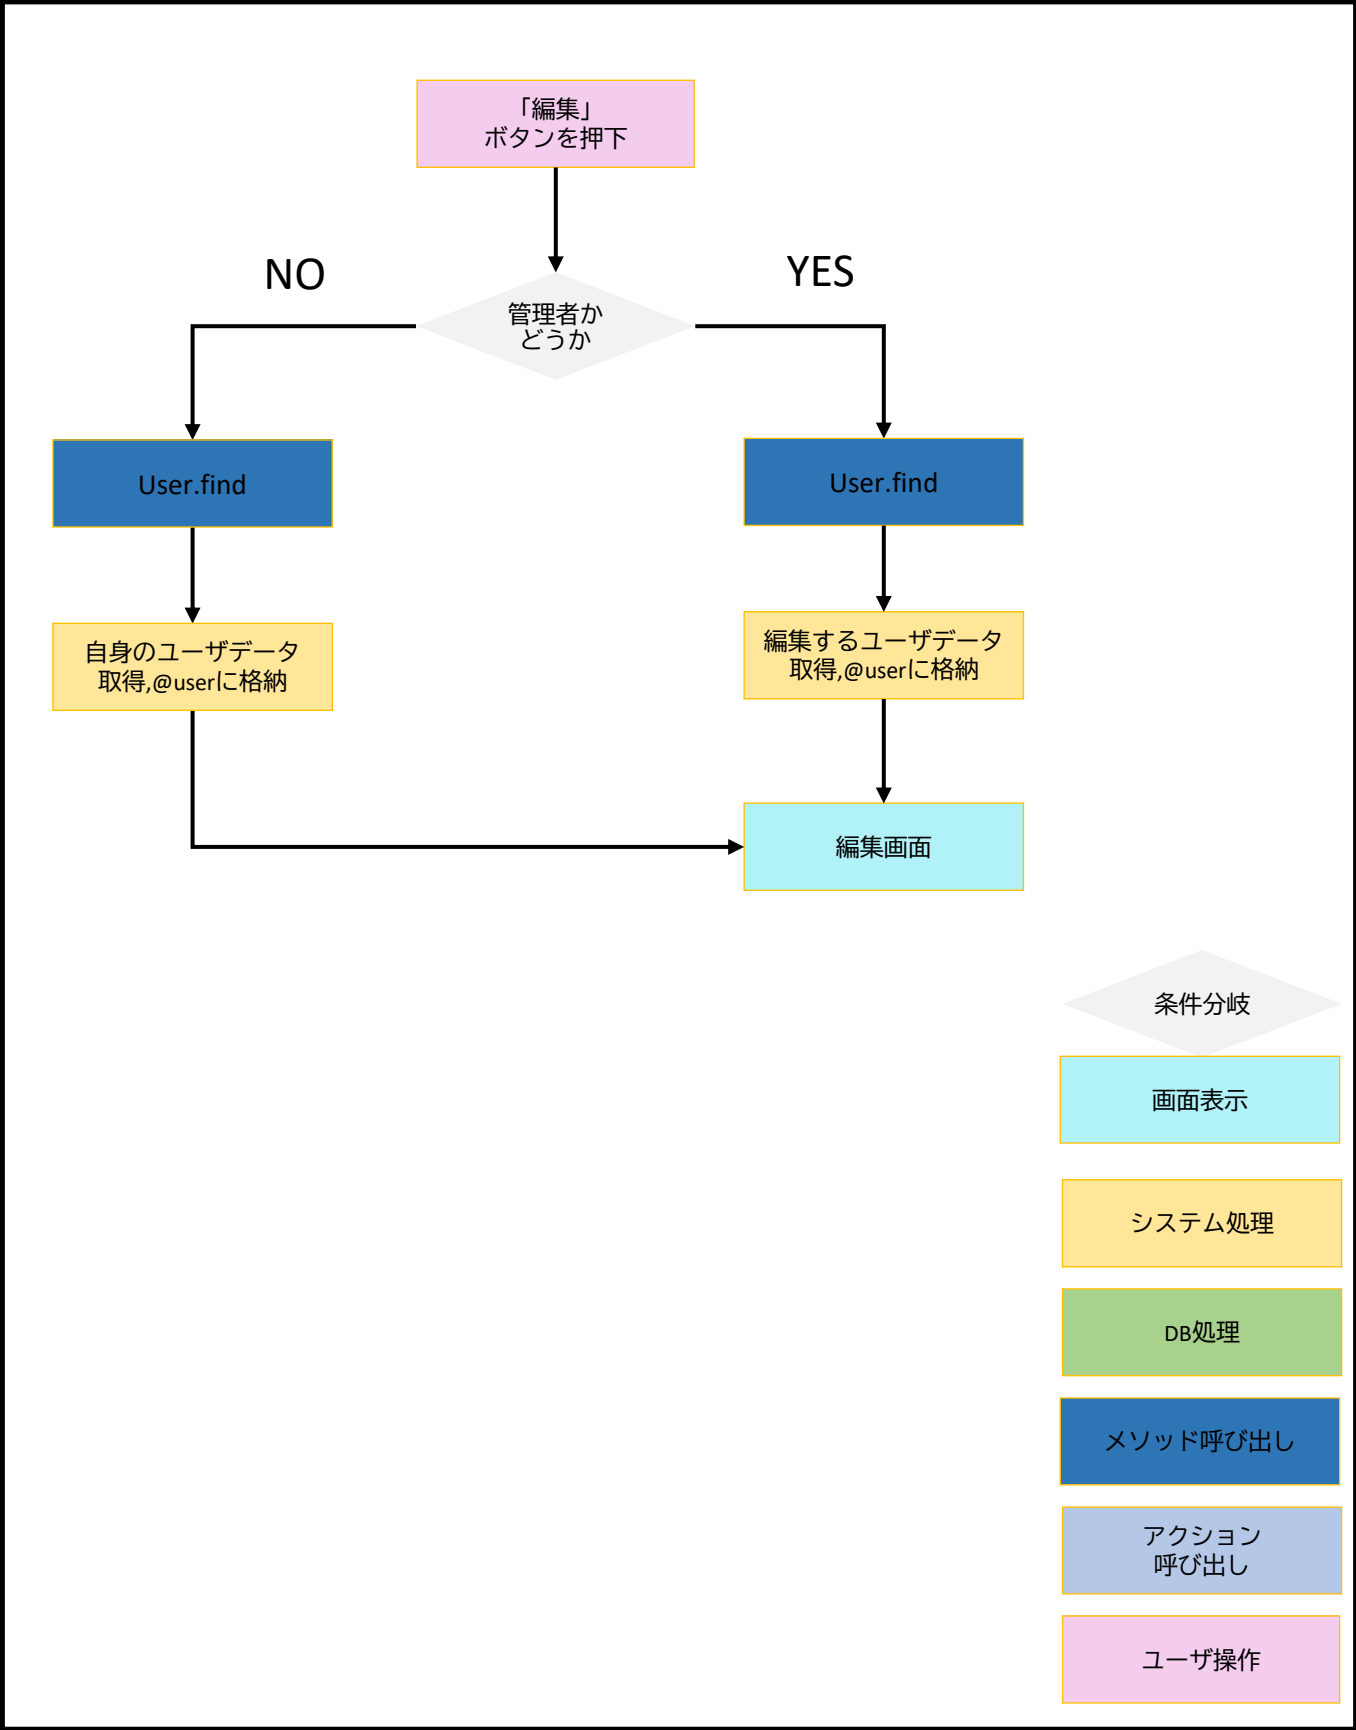 「編集」
ボタンを押下
NO
YES
管理者か
どうか
User.find
User.find
自身のユーザデータ
取得,@userに格納
編集するユーザデータ
取得,@userに格納
編集画面
条件分岐
画面表示
システム処理
DB処理
メソッド呼び出し
アクション
呼び出し
ユーザ操作